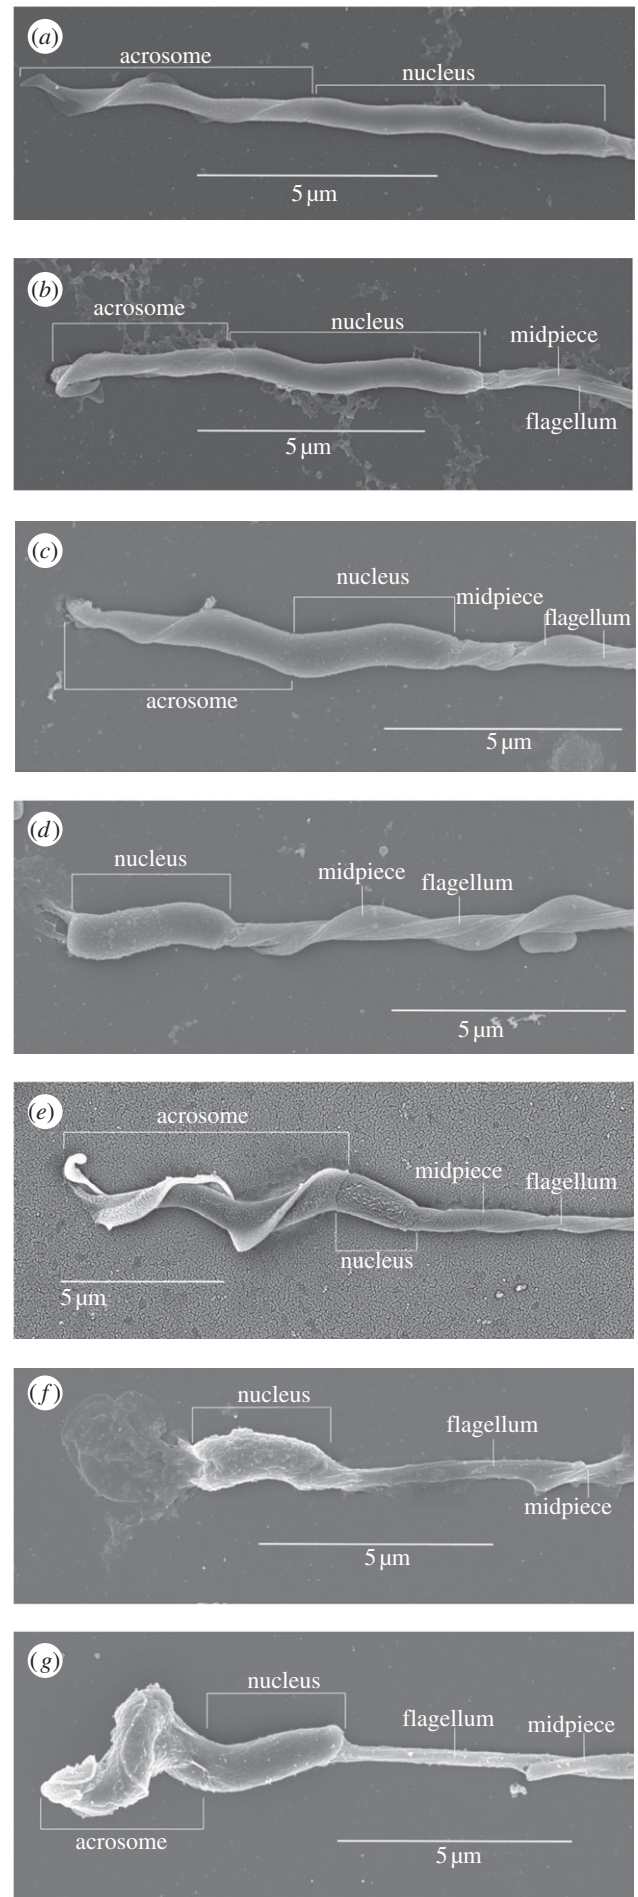 (a)
acrosome
nucleus
5 µm
(b)
acrosome
nucleus
midpiece
flagellum
5 µm
(c)
nucleus
midpiece
flagellum
acrosome
5 µm
(d)
nucleus
midpiece
flagellum
5 µm
(e)
acrosome
midpiece
flagellum
nucleus
5 µm
(f)
nucleus
flagellum
midpiece
5 µm
(g)
nucleus
flagellum
midpiece
acrosome
5 µm